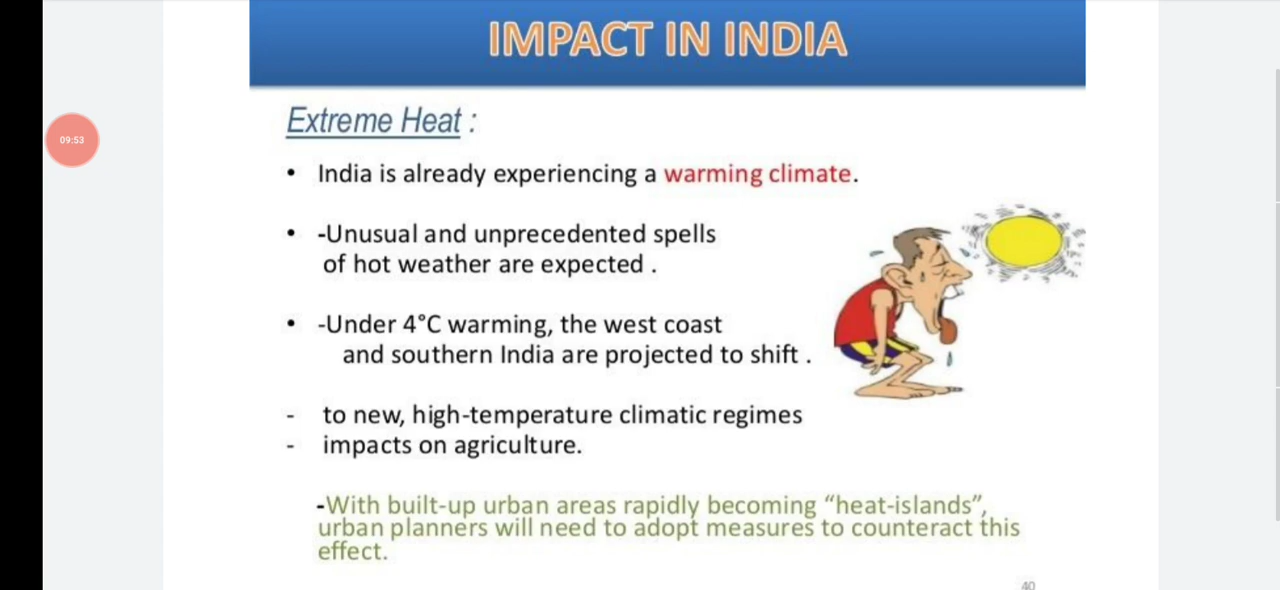 IMPACT IN INDIA
Extreme Heat :
09:53
• India is already experiencing a warming climate.
• -Unusual and unprecedented spells
of hot weather are expected .
• -Under 4°C warming, the west coast
and southern India are projected to shift .
- to new, high-temperature climatic regimes
- impacts on agriculture.
-With built-up urban areas rapidly becoming “heat-islands”,
urban planners will need to adopt measures to counteract this
effect.
40